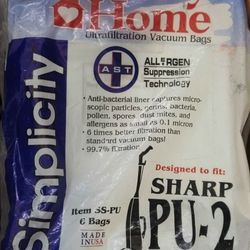 Home
Ultrafiltration Vacuum Bags
Simplicity
AST
ALLERGEN
Suppression
Technology
• Anti-bacterial liner captures micro-
scopic particles, germs, bacteria,
pollen, spores, dust mites, and
allergens as small as 0.1 micron
• 6 times better filtration than
standard vacuum bags
• 99.7% filtration
Designed to fit:
SHARP
PU-2
Item SS-PU
6 Bags
MADE
IN USA